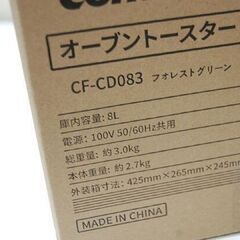 オーブントースター
CF-CD083 フォレストグリーン
庫内容量: 8L
電源: 100V 50/60Hz共用
総重量: 約3.0kg
本体重量: 約2.7kg
外装箱寸法: 425mm×265mm×245mm
MADE IN CHINA